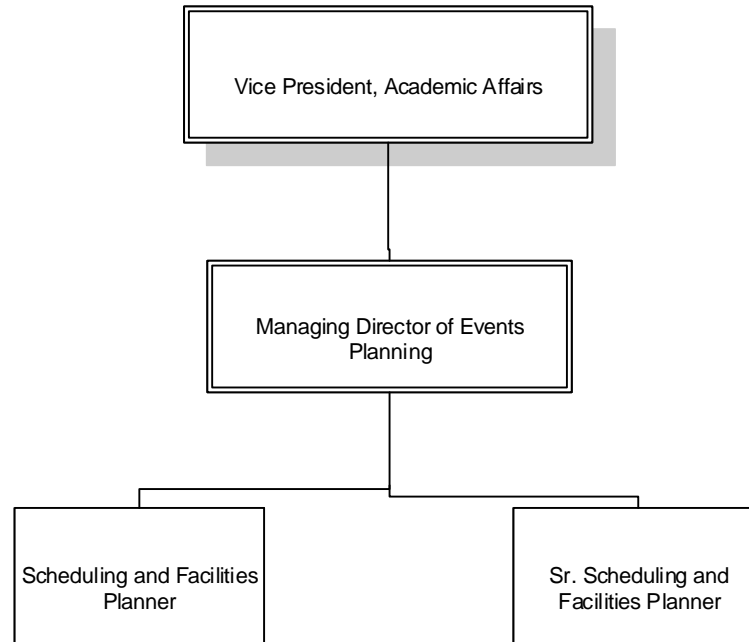 Vice President, Academic Affairs
Managing Director of Events
Planning
Scheduling and Facilities
Planner
Sr. Scheduling and
Facilities Planner